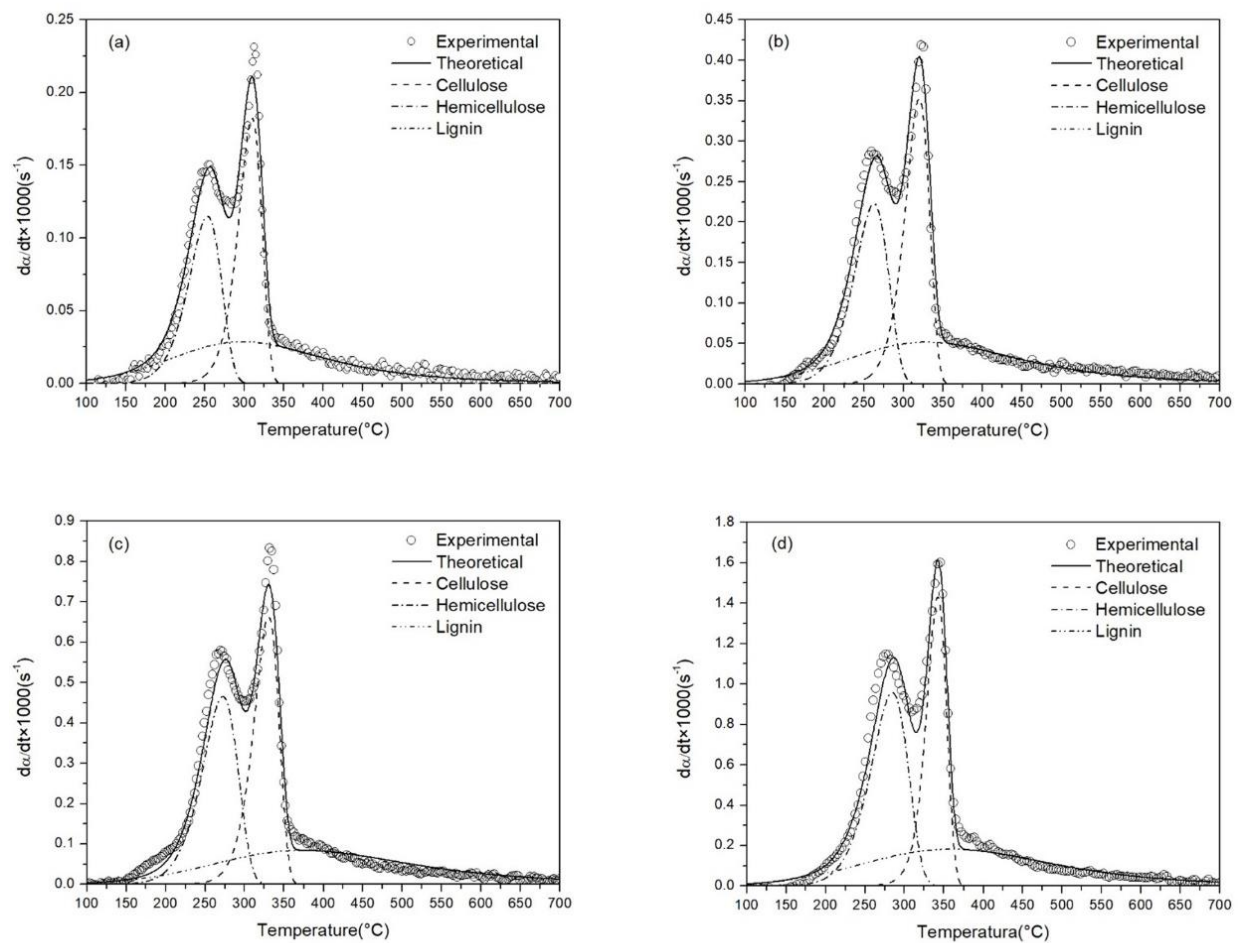 (a)
Experimental
Theoretical
Cellulose
Hemicellulose
Lignin
dα/dt×1000(s⁻¹)
0.25
0.20
0.15
0.10
0.05
0.00
100 150 200 250 300 350 400 450 500 550 600 650 700
Temperature(°C)
(b)
Experimental
Theoretical
Cellulose
Hemicellulose
Lignin
dα/dt×1000(s⁻¹)
0.45
0.40
0.35
0.30
0.25
0.20
0.15
0.10
0.05
0.00
100 150 200 250 300 350 400 450 500 550 600 650 700
Temperature(°C)
(c)
Experimental
Theoretical
Cellulose
Hemicellulose
Lignin
dα/dt×1000(s⁻¹)
0.9
0.8
0.7
0.6
0.5
0.4
0.3
0.2
0.1
0.0
100 150 200 250 300 350 400 450 500 550 600 650 700
Temperature(°C)
(d)
Experimental
Theoretical
Cellulose
Hemicellulose
Lignin
dα/dt×1000(s⁻¹)
1.8
1.6
1.4
1.2
1.0
0.8
0.6
0.4
0.2
0.0
100 150 200 250 300 350 400 450 500 550 600 650 700
Temperatura(°C)